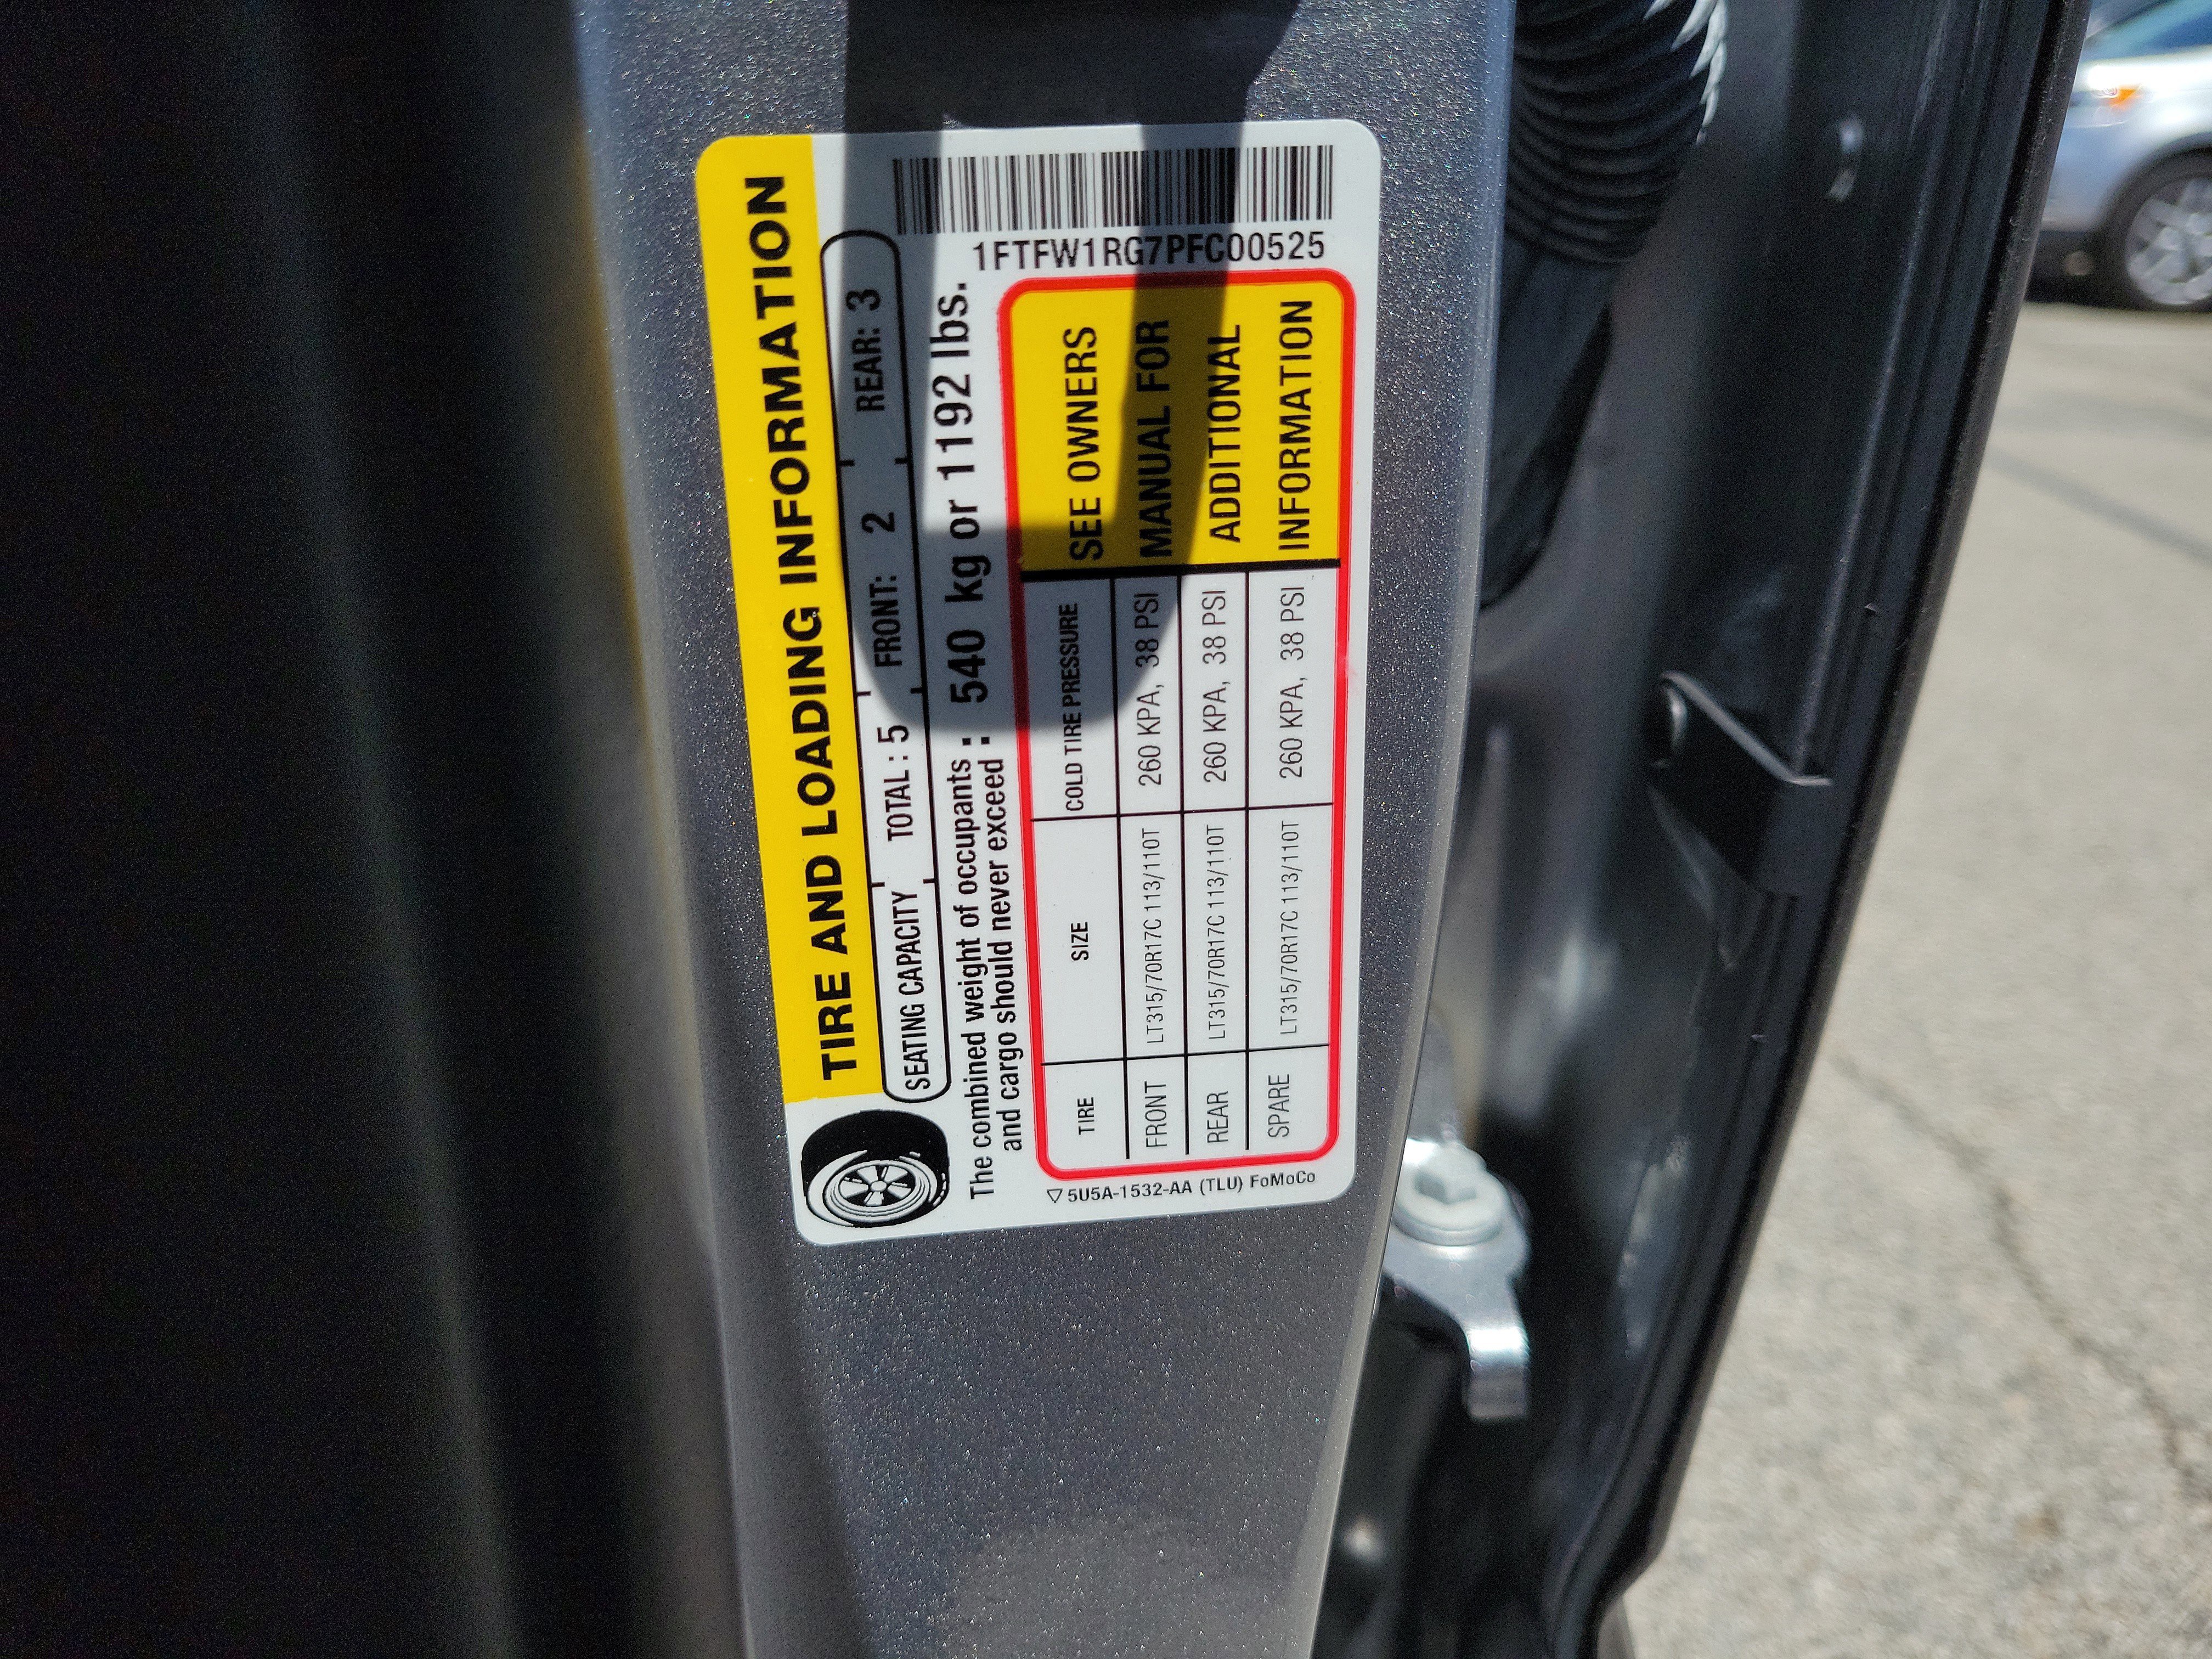 TIRE AND LOADING INFORMATION
SEATING CAPACITY TOTAL : 5 FRONT: 2 REAR: 3
The combined weight of occupants
and cargo should never exceed : 540 kg or 1192 lbs.
1FTFW1RG7PFC00525
TIRE SIZE COLD TIRE PRESSURE SEE OWNERS
FRONT LT315/70R17C 113/110T 260 KPA, 38 PSI MANUAL FOR
REAR LT315/70R17C 113/110T 260 KPA, 38 PSI ADDITIONAL
SPARE LT315/70R17C 113/110T 260 KPA, 38 PSI INFORMATION
▽ 5U5A-1532-AA (TLU) FoMoCo